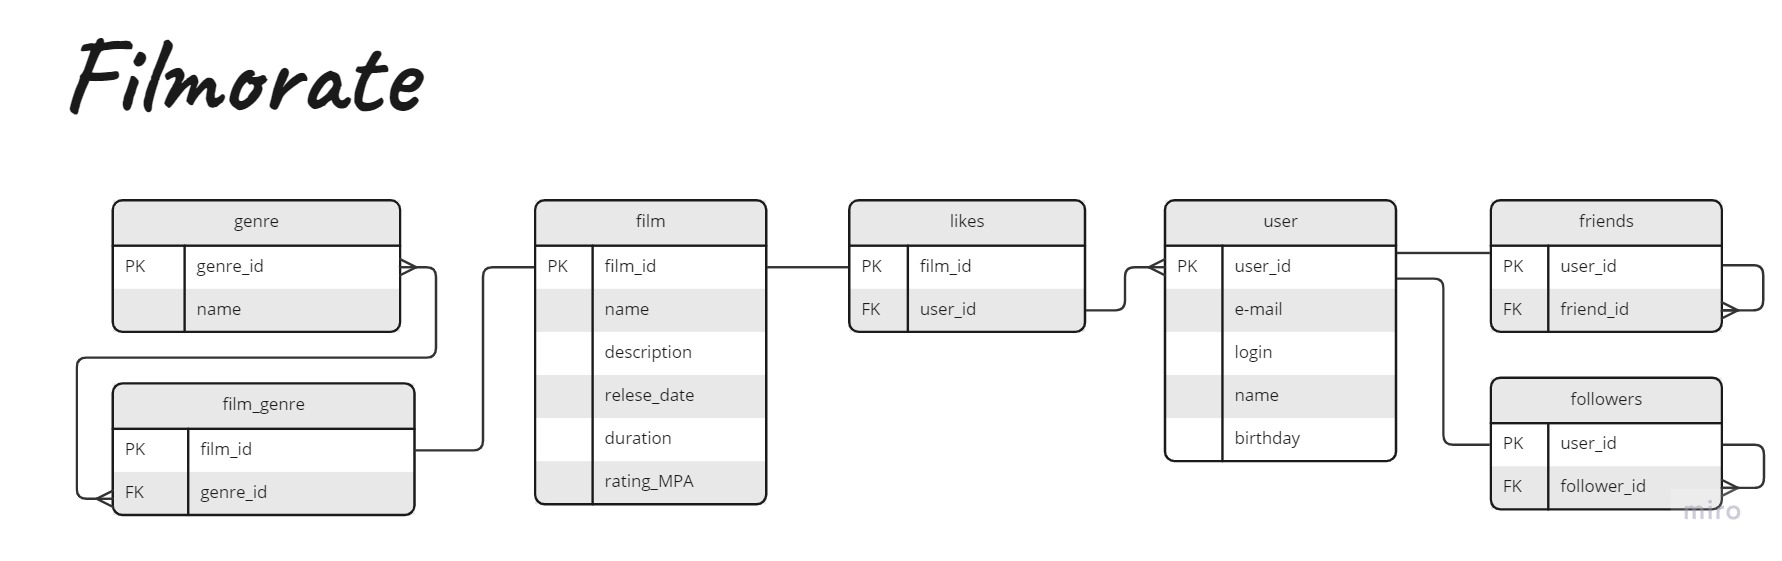 Filmorate
genre
PK genre_id
name
film_genre
PK film_id
FK genre_id
film
PK film_id
name
description
relese_date
duration
rating_MPA
likes
PK film_id
FK user_id
user
PK user_id
e-mail
login
name
birthday
friends
PK user_id
FK friend_id
followers
PK user_id
FK follower_id
miro